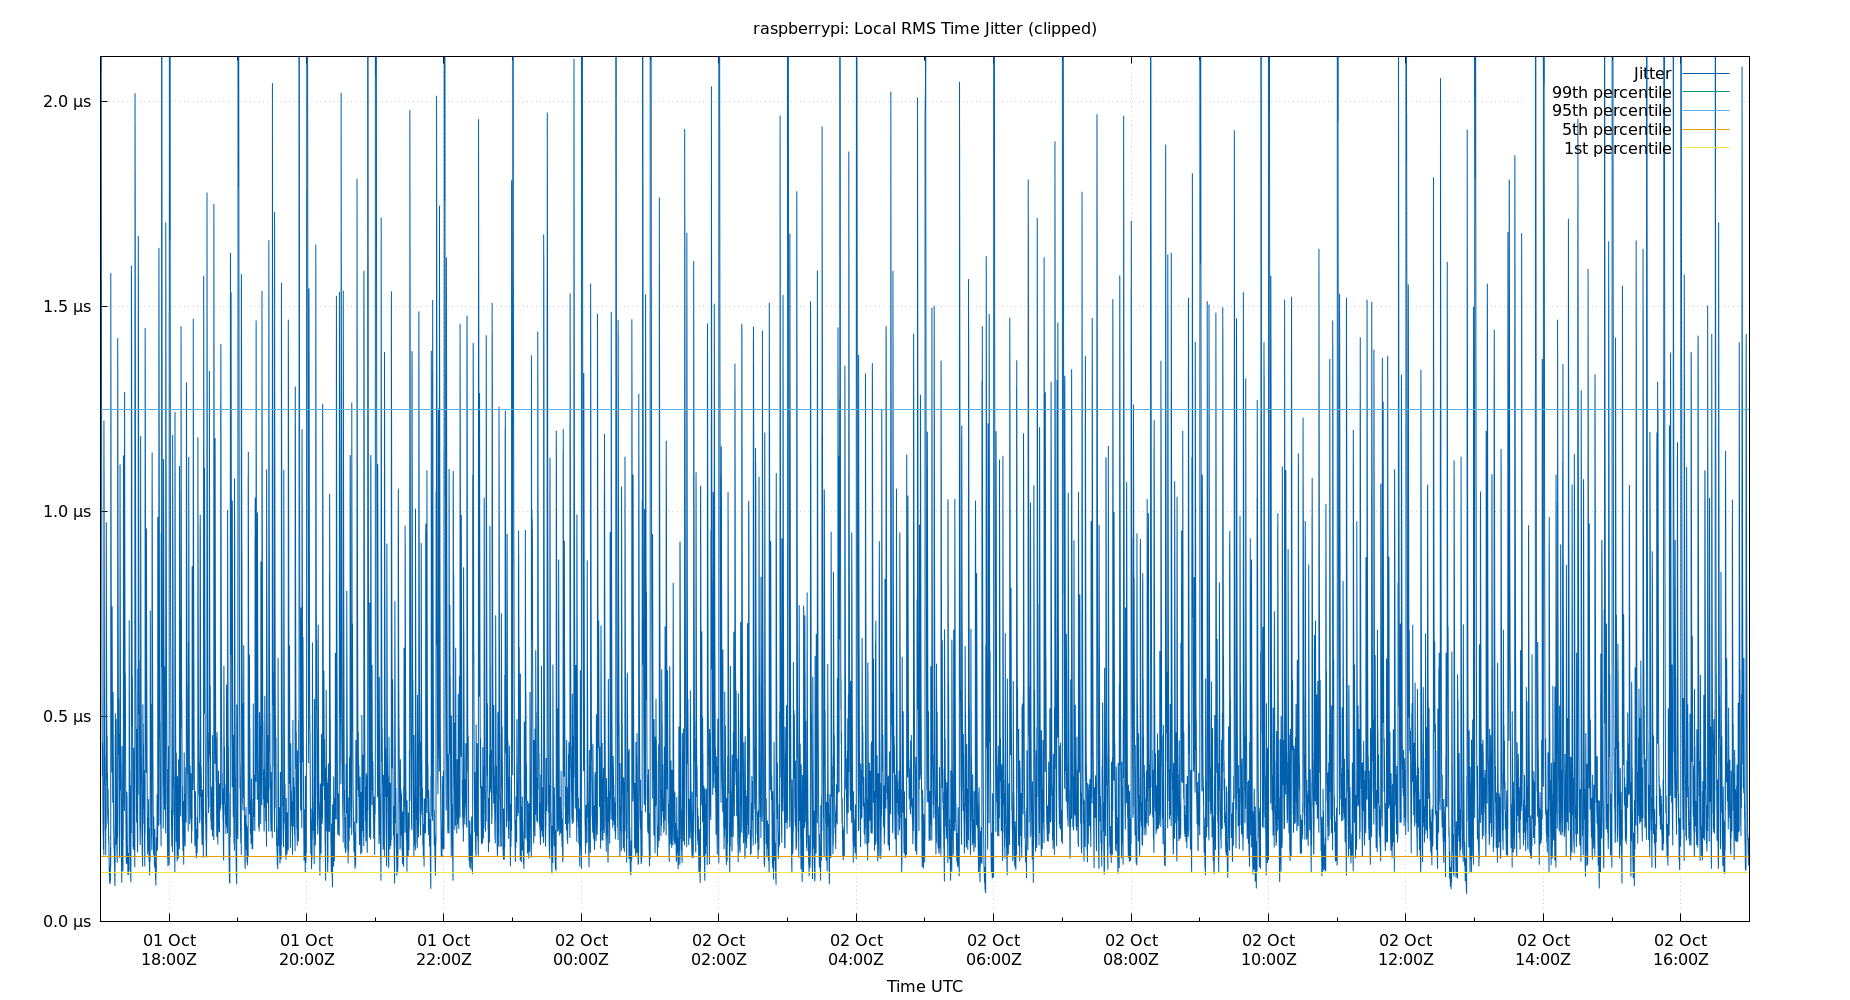 raspberrypi: Local RMS Time Jitter (clipped)
Jitter
99th percentile
95th percentile
5th percentile
1st percentile
2.0 µs
1.5 µs
1.0 µs
0.5 µs
0.0 µs
01 Oct 01 Oct 01 Oct 02 Oct 02 Oct 02 Oct 02 Oct 02 Oct 02 Oct 02 Oct 02 Oct 02 Oct
18:00Z 20:00Z 22:00Z 00:00Z 02:00Z 04:00Z 06:00Z 08:00Z 10:00Z 12:00Z 14:00Z 16:00Z
Time UTC